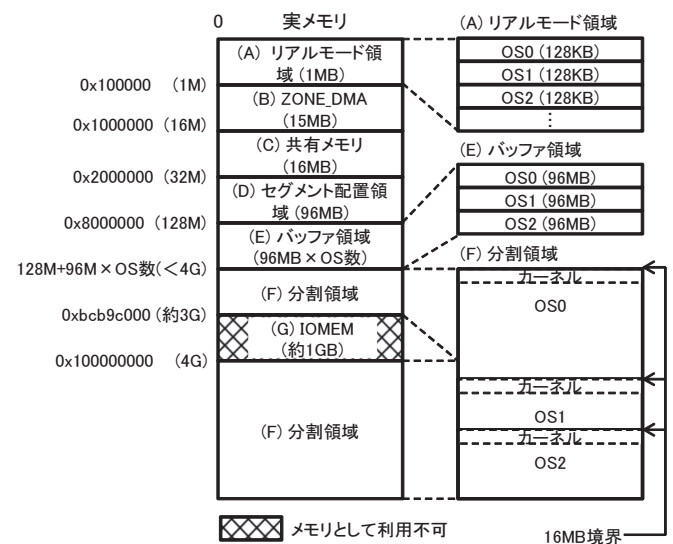 0
実メモリ
(A) リアルモード領
域 (1MB)
(B) ZONE_DMA
(15MB)
(C) 共有メモリ
(16MB)
(D) セグメント配置領
域 (96MB)
(E) バッファ領域
(96MB×OS数)
(F) 分割領域
(G) IOMEM
(約1GB)
(F) 分割領域
0x100000 (1M)
0x1000000 (16M)
0x2000000 (32M)
0x8000000 (128M)
128M+96M×OS数(<4G)
0xbcb9c000 (約3G)
0x100000000 (4G)
(A) リアルモード領域
OS0 (128KB)
OS1 (128KB)
OS2 (128KB)
⋮
(E) バッファ領域
OS0 (96MB)
OS1 (96MB)
OS2 (96MB)
(F) 分割領域
カーネル
OS0
カーネル
OS1
カーネル
OS2
メモリとして利用不可
16MB境界